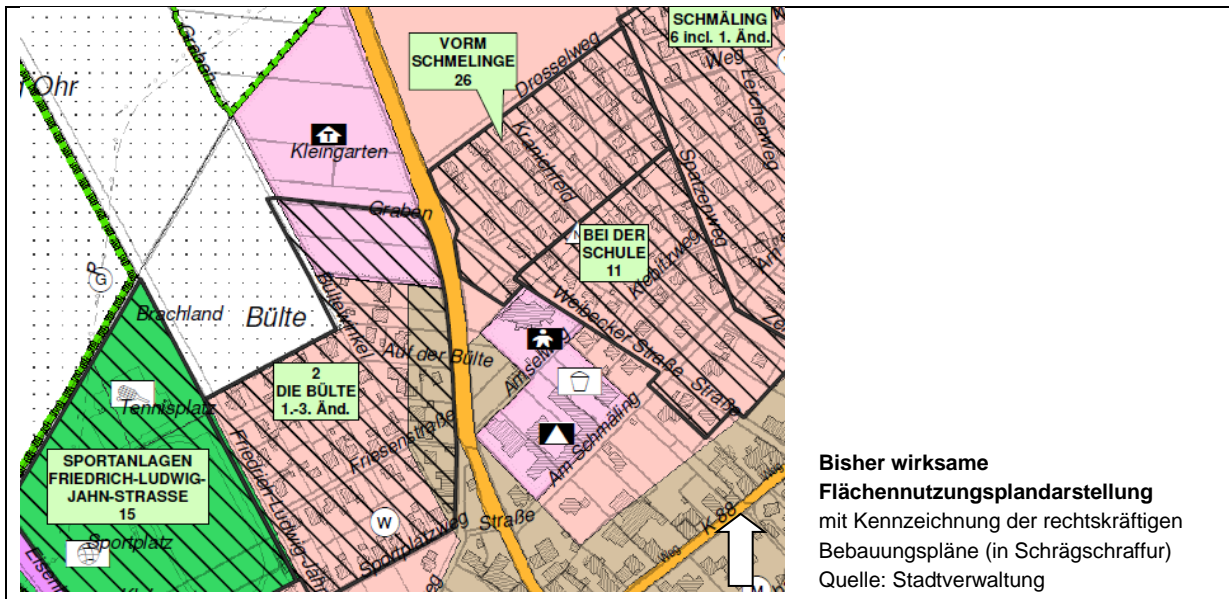 SCHMÄLING
6 incl. 1. Änd.
VORM
SCHMELINGE
26
Graben
Ohr
Drosselweg
Weg
Lerchenweg
Kleingarten
T
Kranichfeld
Spatzenweg
Graben
BEI DER
SCHULE
11
Kiebitzweg
Am
G
Brachland
Bülte
Bültewinkel
Weibecker Straße
Straße
Auf der Bülte
Amselweg
2
DIE BÜLTE
1.-3. Änd.
Tennisplatz
Friesenstraße
Am Schmäling
SPORTANLAGEN
FRIEDRICH-LUDWIG-
JAHN-STRASSE
15
Friedrich-Ludwig-Jahn
Sportplatz
W
Sportplatzweg
Straße
Weg
K 88
Weg
M
Bisher wirksame
Flächennutzungsplandarstellung
mit Kennzeichnung der rechtskräftigen
Bebauungspläne (in Schrägschraffur)
Quelle: Stadtverwaltung